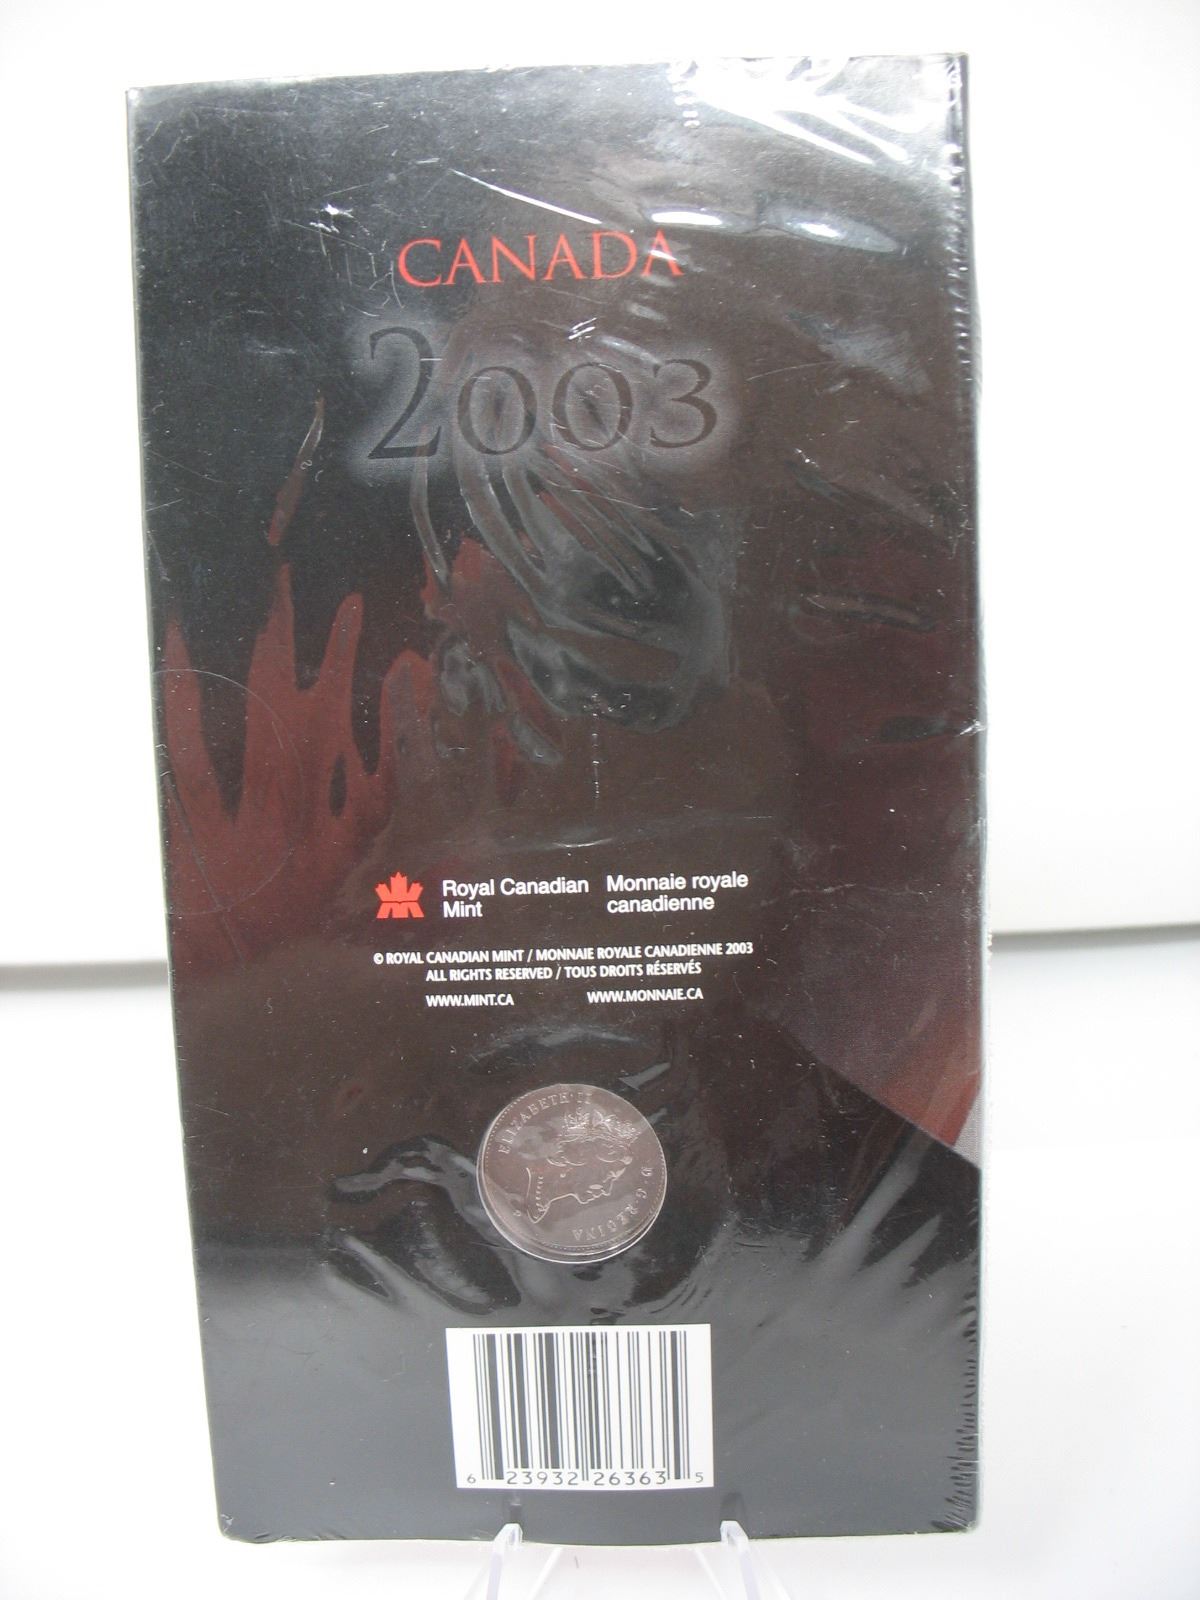 CANADA
2003
Royal Canadian Mint
Monnaie royale canadienne
© ROYAL CANADIAN MINT / MONNAIE ROYALE CANADIENNE 2003
ALL RIGHTS RESERVED / TOUS DROITS RÉSERVÉS
WWW.MINT.CA WWW.MONNAIE.CA
ELIZABETH II D·G·REGINA
6 23932 26363 5